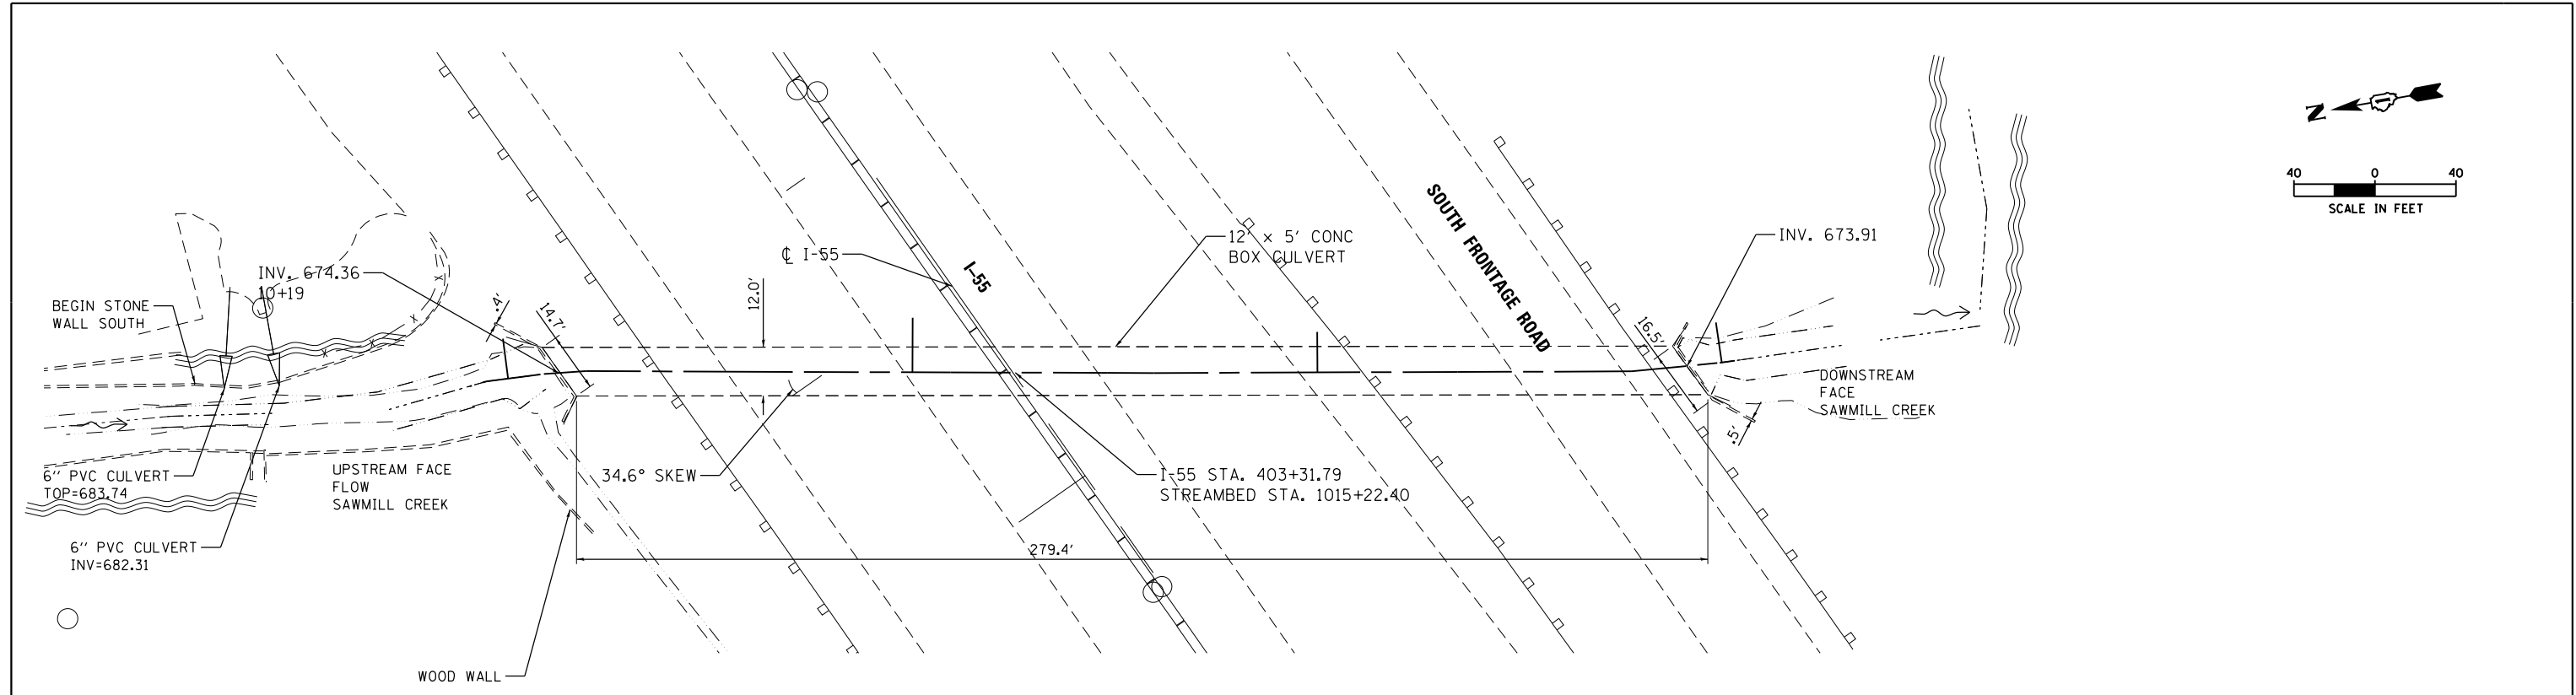 N
40 0 40
SCALE IN FEET
12' x 5' CONC
BOX CULVERT
INV. 673.91
SOUTH FRONTAGE ROAD
℄ I-55
I-55
INV. 674.36
10+19
BEGIN STONE
WALL SOUTH
.4'
14.7'
12.0'
16.5'
DOWNSTREAM
FACE
SAWMILL CREEK
.5'
6" PVC CULVERT
TOP=683.74
UPSTREAM FACE
FLOW
SAWMILL CREEK
34.6° SKEW
I-55 STA. 403+31.79
STREAMBED STA. 1015+22.40
6" PVC CULVERT
INV=682.31
279.4'
WOOD WALL